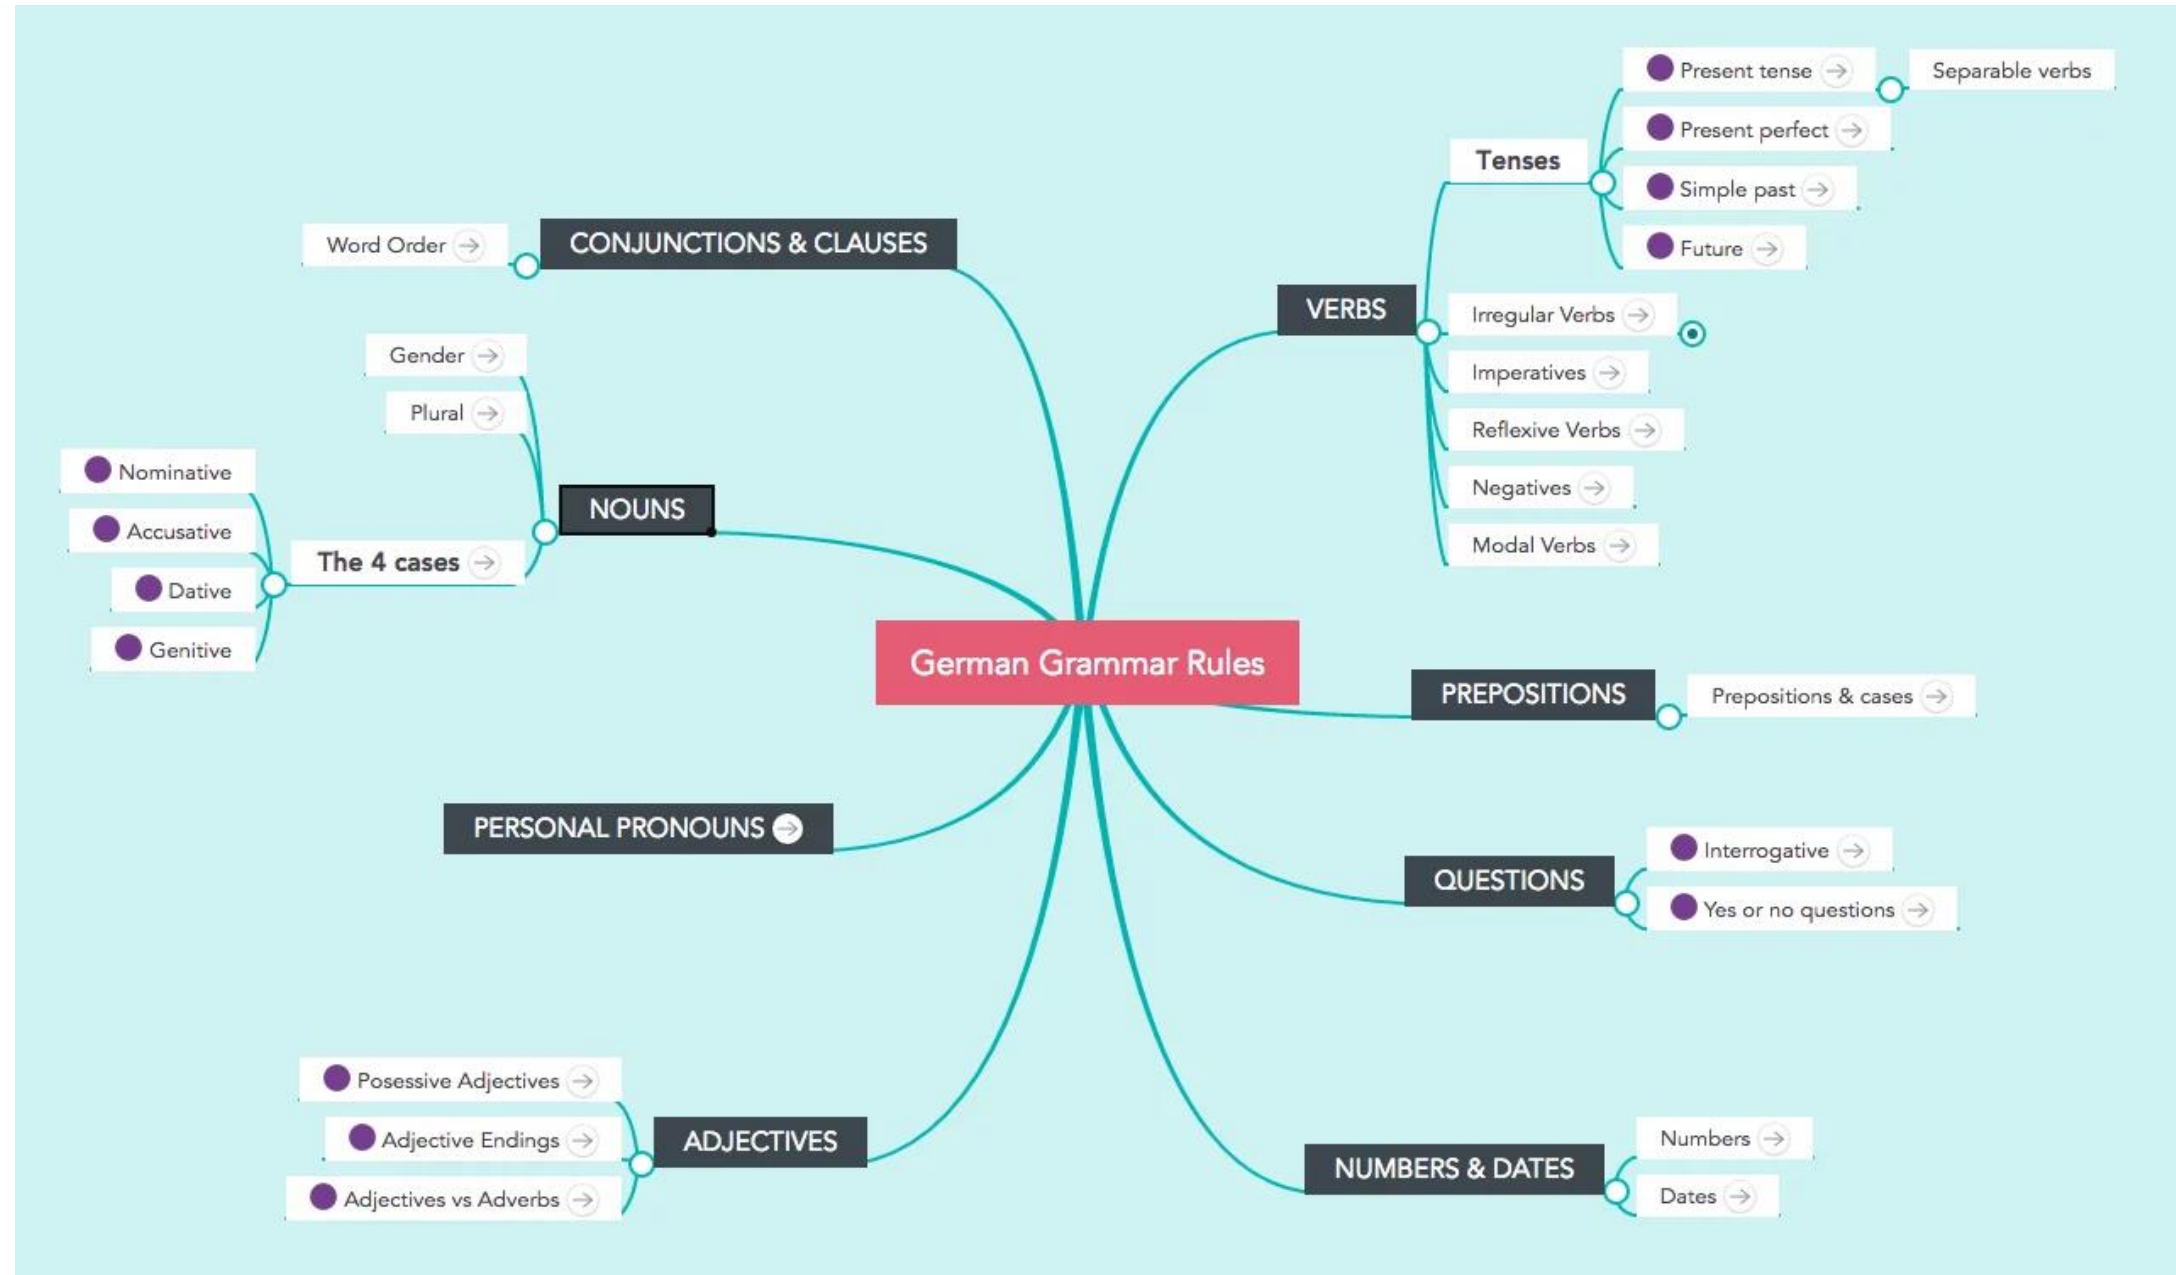 German Grammar Rules
CONJUNCTIONS & CLAUSES
Word Order
NOUNS
Gender
Plural
The 4 cases
Nominative
Accusative
Dative
Genitive
PERSONAL PRONOUNS
ADJECTIVES
Posessive Adjectives
Adjective Endings
Adjectives vs Adverbs
VERBS
Tenses
Present tense
Separable verbs
Present perfect
Simple past
Future
Irregular Verbs
Imperatives
Reflexive Verbs
Negatives
Modal Verbs
PREPOSITIONS
Prepositions & cases
QUESTIONS
Interrogative
Yes or no questions
NUMBERS & DATES
Numbers
Dates